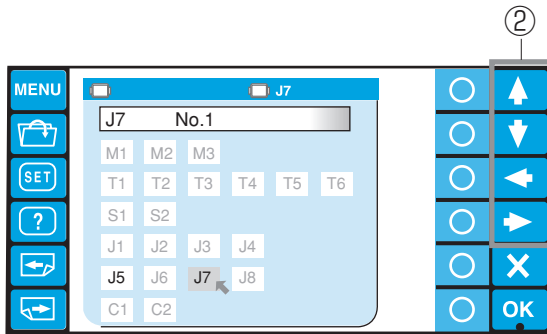 ②
MENU
J7
J7 No.1
M1 M2 M3
SET
T1 T2 T3 T4 T5 T6
S1 S2
?
J1 J2 J3 J4
J5 J6 J7 J8
X
C1 C2
OK